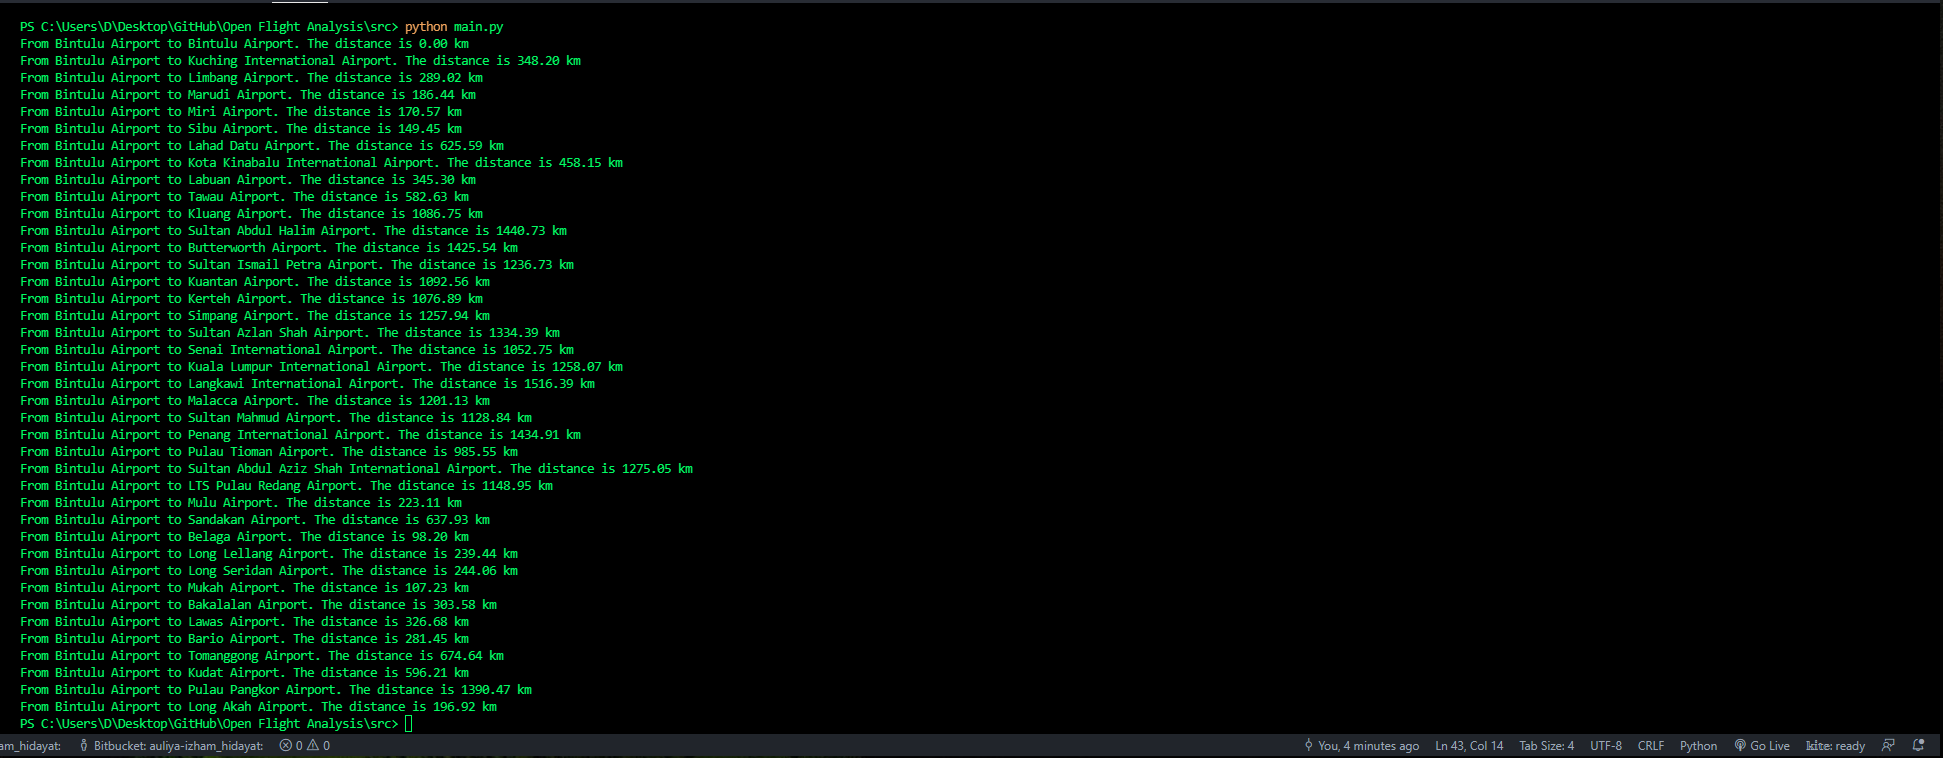 PS C:\Users\D\Desktop\GitHub\Open Flight Analysis\src> python main.py
From Bintulu Airport to Bintulu Airport. The distance is 0.00 km
From Bintulu Airport to Kuching International Airport. The distance is 348.20 km
From Bintulu Airport to Limbang Airport. The distance is 289.02 km
From Bintulu Airport to Marudi Airport. The distance is 186.44 km
From Bintulu Airport to Miri Airport. The distance is 170.57 km
From Bintulu Airport to Sibu Airport. The distance is 149.45 km
From Bintulu Airport to Lahad Datu Airport. The distance is 625.59 km
From Bintulu Airport to Kota Kinabalu International Airport. The distance is 458.15 km
From Bintulu Airport to Labuan Airport. The distance is 345.30 km
From Bintulu Airport to Tawau Airport. The distance is 582.63 km
From Bintulu Airport to Kluang Airport. The distance is 1086.75 km
From Bintulu Airport to Sultan Abdul Halim Airport. The distance is 1440.73 km
From Bintulu Airport to Butterworth Airport. The distance is 1425.54 km
From Bintulu Airport to Sultan Ismail Petra Airport. The distance is 1236.73 km
From Bintulu Airport to Kuantan Airport. The distance is 1092.56 km
From Bintulu Airport to Kerteh Airport. The distance is 1076.89 km
From Bintulu Airport to Simpang Airport. The distance is 1257.94 km
From Bintulu Airport to Sultan Azlan Shah Airport. The distance is 1334.39 km
From Bintulu Airport to Senai International Airport. The distance is 1052.75 km
From Bintulu Airport to Kuala Lumpur International Airport. The distance is 1258.07 km
From Bintulu Airport to Langkawi International Airport. The distance is 1516.39 km
From Bintulu Airport to Malacca Airport. The distance is 1201.13 km
From Bintulu Airport to Sultan Mahmud Airport. The distance is 1128.84 km
From Bintulu Airport to Penang International Airport. The distance is 1434.91 km
From Bintulu Airport to Pulau Tioman Airport. The distance is 985.55 km
From Bintulu Airport to Sultan Abdul Aziz Shah International Airport. The distance is 1275.05 km
From Bintulu Airport to LTS Pulau Redang Airport. The distance is 1148.95 km
From Bintulu Airport to Mulu Airport. The distance is 223.11 km
From Bintulu Airport to Sandakan Airport. The distance is 637.93 km
From Bintulu Airport to Belaga Airport. The distance is 98.20 km
From Bintulu Airport to Long Lellang Airport. The distance is 239.44 km
From Bintulu Airport to Long Seridan Airport. The distance is 244.06 km
From Bintulu Airport to Mukah Airport. The distance is 107.23 km
From Bintulu Airport to Bakalalan Airport. The distance is 303.58 km
From Bintulu Airport to Lawas Airport. The distance is 326.68 km
From Bintulu Airport to Bario Airport. The distance is 281.45 km
From Bintulu Airport to Tomanggong Airport. The distance is 674.64 km
From Bintulu Airport to Kudat Airport. The distance is 596.21 km
From Bintulu Airport to Pulau Pangkor Airport. The distance is 1390.47 km
From Bintulu Airport to Long Akah Airport. The distance is 196.92 km
PS C:\Users\D\Desktop\GitHub\Open Flight Analysis\src>
am_hidayat: Bitbucket: auliya-izham_hidayat: 0 0 You, 4 minutes ago Ln 43, Col 14 Tab Size: 4 UTF-8 CRLF Python Go Live kite: ready